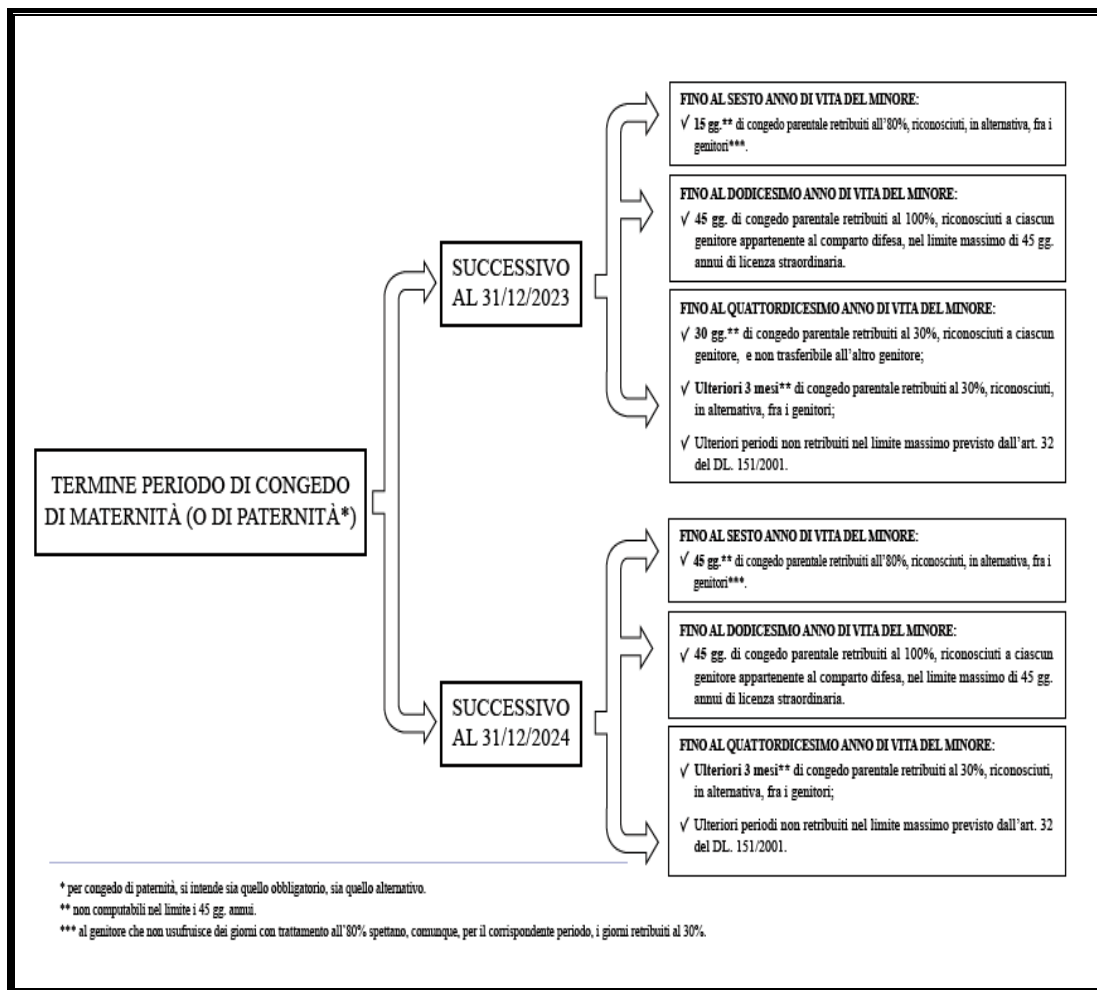 TERMINE PERIODO DI CONGEDO
DI MATERNITÀ (O DI PATERNITÀ*)
SUCCESSIVO
AL 31/12/2023
FINO AL SESTO ANNO DI VITA DEL MINORE:
√ 15 gg.** di congedo parentale retribuiti all'80%, riconosciuti, in alternativa, fra i
genitori***.
FINO AL DODICESIMO ANNO DI VITA DEL MINORE:
√ 45 gg. di congedo parentale retribuiti al 100%, riconosciuti a ciascun
genitore appartenente al comparto difesa, nel limite massimo di 45 gg.
annui di licenza straordinaria.
FINO AL QUATTORDICESIMO ANNO DI VITA DEL MINORE:
√ 30 gg.** di congedo parentale retribuiti al 30%, riconosciuti a ciascun
genitore, e non trasferibile all'altro genitore;
√ Ulteriori 3 mesi** di congedo parentale retribuiti al 30%, riconosciuti,
in alternativa, fra i genitori;
√ Ulteriori periodi non retribuiti nel limite massimo previsto dall'art. 32
del DL. 151/2001.
SUCCESSIVO
AL 31/12/2024
FINO AL SESTO ANNO DI VITA DEL MINORE:
√ 45 gg.** di congedo parentale retribuiti all'80%, riconosciuti, in alternativa, fra i
genitori***.
FINO AL DODICESIMO ANNO DI VITA DEL MINORE:
√ 45 gg. di congedo parentale retribuiti al 100%, riconosciuti a ciascun
genitore appartenente al comparto difesa, nel limite massimo di 45 gg.
annui di licenza straordinaria.
FINO AL QUATTORDICESIMO ANNO DI VITA DEL MINORE:
√ Ulteriori 3 mesi** di congedo parentale retribuiti al 30%, riconosciuti,
in alternativa, fra i genitori;
√ Ulteriori periodi non retribuiti nel limite massimo previsto dall'art. 32
del DL. 151/2001.
* per congedo di paternità, si intende sia quello obbligatorio, sia quello alternativo.
** non computabili nel limite i 45 gg. annui.
*** al genitore che non usufruisce dei giorni con trattamento all'80% spettano, comunque, per il corrispondente periodo, i giorni retribuiti al 30%.